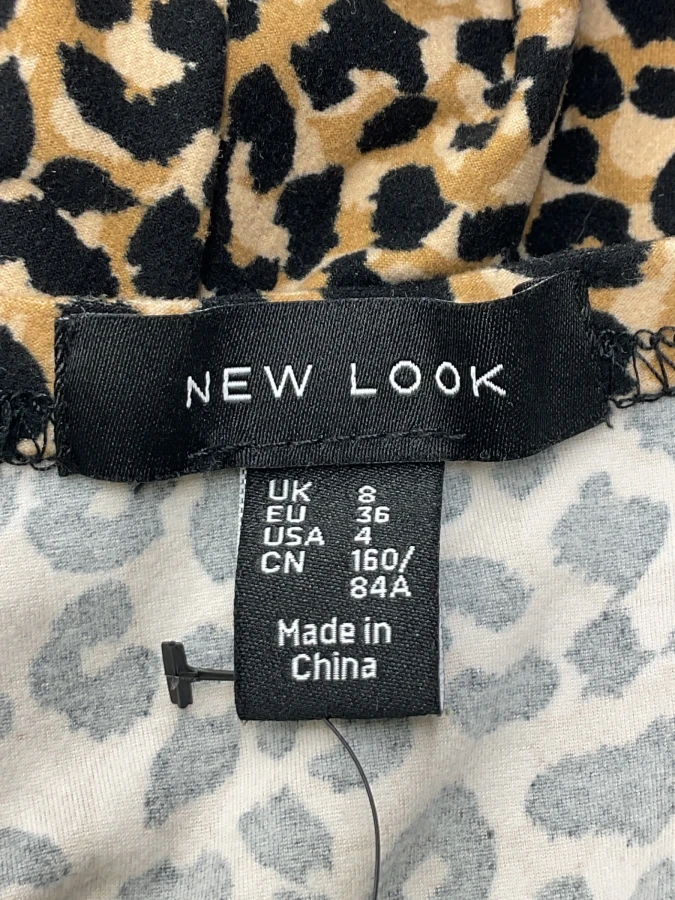 NEW LOOK
UK 8
EU 36
USA 4
CN 160/
84A
Made in
China